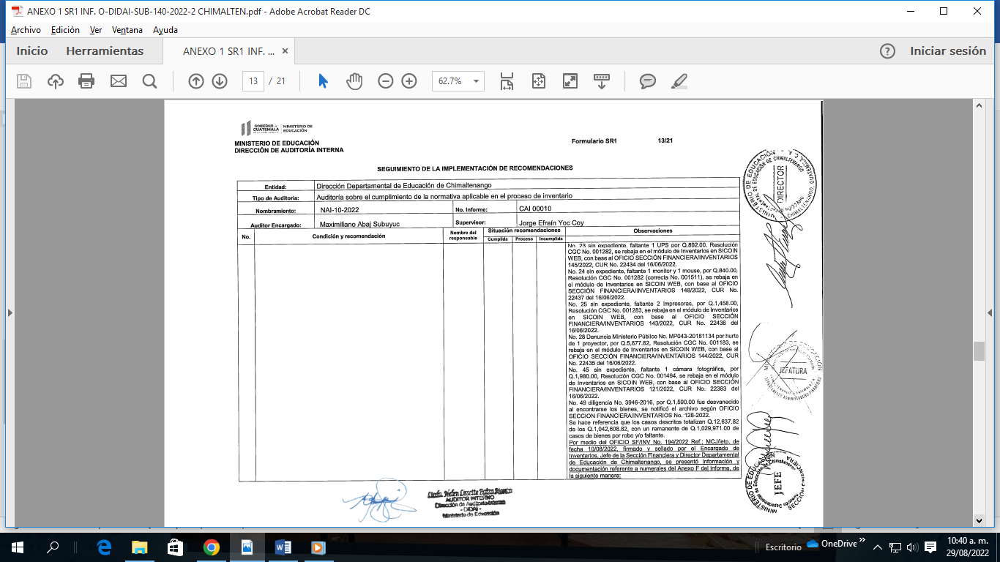 ANEXO 1 SR1 INF. O-DIDAI-SUB-140-2022-2 CHIMALTEN.pdf - Adobe Acrobat Reader DC
Archivo Edición Ver Ventana Ayuda
Inicio Herramientas ANEXO 1 SR1 INF. ... × Iniciar sesión
13 / 21 62.7%
GOBIERNO de GUATEMALA MINISTERIO DE EDUCACIÓN
MINISTERIO DE EDUCACIÓN
DIRECCIÓN DE AUDITORÍA INTERNA
Formulario SR1 13/21
SEGUIMIENTO DE LA IMPLEMENTACIÓN DE RECOMENDACIONES
Entidad: Dirección Departamental de Educación de Chimaltenango
Tipo de Auditoría: Auditoría sobre el cumplimiento de la normativa aplicable en el proceso de inventario
Nombramiento: NAI-10-2022 No. Informe: CAI 00010
Auditor Encargado: Maximiliano Abaj Subuyuc Supervisor: Jorge Efraín Yoc Coy
No. Condición y recomendación Nombre del responsable Situación recomendaciones Observaciones
Cumplida Proceso Incumplida
No. 23 sin expediente, faltante 1 UPS por Q.892.00, Resolución
CGC No. 001282, se rebaja en el módulo de Inventarios en SICOIN
WEB, con base al OFICIO SECCIÓN FINANCIERA/INVENTARIOS
145/2022, CUR No. 22434 del 16/06/2022.
No. 24 sin expediente, faltante 1 monitor y 1 mouse, por Q.840.00,
Resolución CGC No. 001282 (correcta No. 001511), se rebaja en
el módulo de Inventarios en SICOIN WEB, con base al OFICIO
SECCIÓN FINANCIERA/INVENTARIOS 148/2022, CUR No.
22437 del 16/06/2022.
No. 25 sin expediente, faltante 2 impresoras, por Q.1,458.00,
Resolución CGC No. 001283, se rebaja en el módulo de Inventarios
en SICOIN WEB, con base al OFICIO SECCIÓN
FINANCIERA/INVENTARIOS 143/2022, CUR No. 22436 del
16/06/2022.
No. 28 Denuncia Ministerio Público No. MP043-20181134 por hurto
de 1 proyector, por Q.5,877.82, Resolución CGC No. 001183, se
rebaja en el módulo de Inventarios en SICOIN WEB, con base al
OFICIO SECCIÓN FINANCIERA/INVENTARIOS 144/2022, CUR
No. 22435 del 16/06/2022.
No. 45 sin expediente, faltante 1 cámara fotográfica, por
Q.1,980.00, Resolución CGC No. 001494, se rebaja en el módulo
de Inventarios en SICOIN WEB, con base al OFICIO SECCIÓN
FINANCIERA/INVENTARIOS 121/2022, CUR No. 22383 del
16/06/2022.
No. 49 diligencia No. 3946-2016, por Q.1,590.00 fue desvanecido
al encontrarse los bienes, se notificó el archivo según OFICIO
SECCION FINANCIERA/INVENTARIOS No. 128-2022.
Se hace referencia que los casos descritos totalizan Q.12,637.82
de los Q.1,042,608.82, con un remanente de Q.1,029,971.00 de
casos de bienes por robo y/o faltante.
Por medio del OFICIO SF/INV No. 194/2022 Ref.: MCJ/letp. de
fecha 10/08/2022, firmado y sellado por el Encargado de
Inventarios, Jefe de la Sección Financiera y Director Departamental
de Educación de Chimaltenango, se presentó información y
documentación referente a numerales del Anexo F del informe, de
la siguiente manera:
DIRECTOR
JEFATURA
JEFE
AUDITOR INTERNO
Dirección de Auditoría Interna
- DIDAI -
Ministerio de Educación
Escritorio OneDrive
10:40 a. m.
29/08/2022